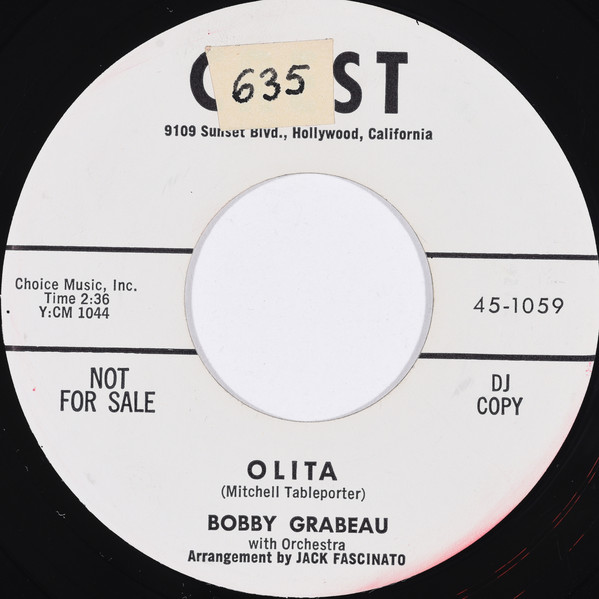 635
ST
9109 Sunset Blvd., Hollywood, California
Choice Music, Inc.
Time 2:36
Y:CM 1044
45-1059
NOT
FOR SALE
DJ
COPY
OLITA
(Mitchell Tableporter)
BOBBY GRABEAU
with Orchestra
Arrangement by JACK FASCINATO